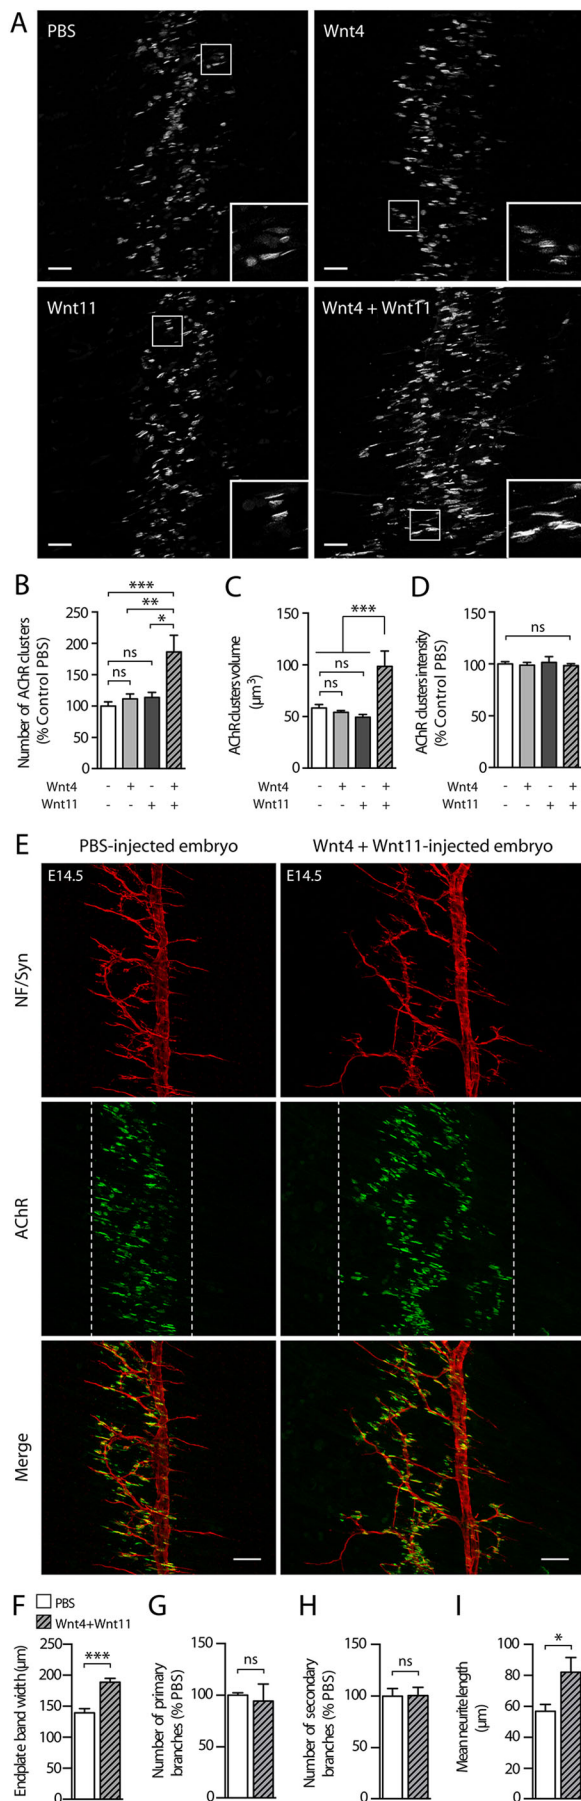 A
PBS
Wnt4
Wnt11
Wnt4 + Wnt11
B
Number of AChR clusters
(% Control PBS)
250
200
150
100
50
0
***
**
*
ns
ns
Wnt4 - + - +
Wnt11 - - + +
C
AChR clusters volume
(µm³)
150
100
50
0
***
ns
ns
Wnt4 - + - +
Wnt11 - - + +
D
AChR clusters intensity
(% Control PBS)
150
100
50
0
ns
Wnt4 - + - +
Wnt11 - - + +
E
PBS-injected embryo
Wnt4 + Wnt11-injected embryo
E14.5
E14.5
NF/Syn
AChR
Merge
PBS
Wnt4+Wnt11
F
Endplate band width (µm)
250
200
150
100
50
0
***
G
Number of primary
branches (% PBS)
150
100
50
0
ns
H
Number of secondary
branches (% PBS)
150
100
50
0
ns
I
Mean neurite length
(µm)
100
80
60
40
20
0
*